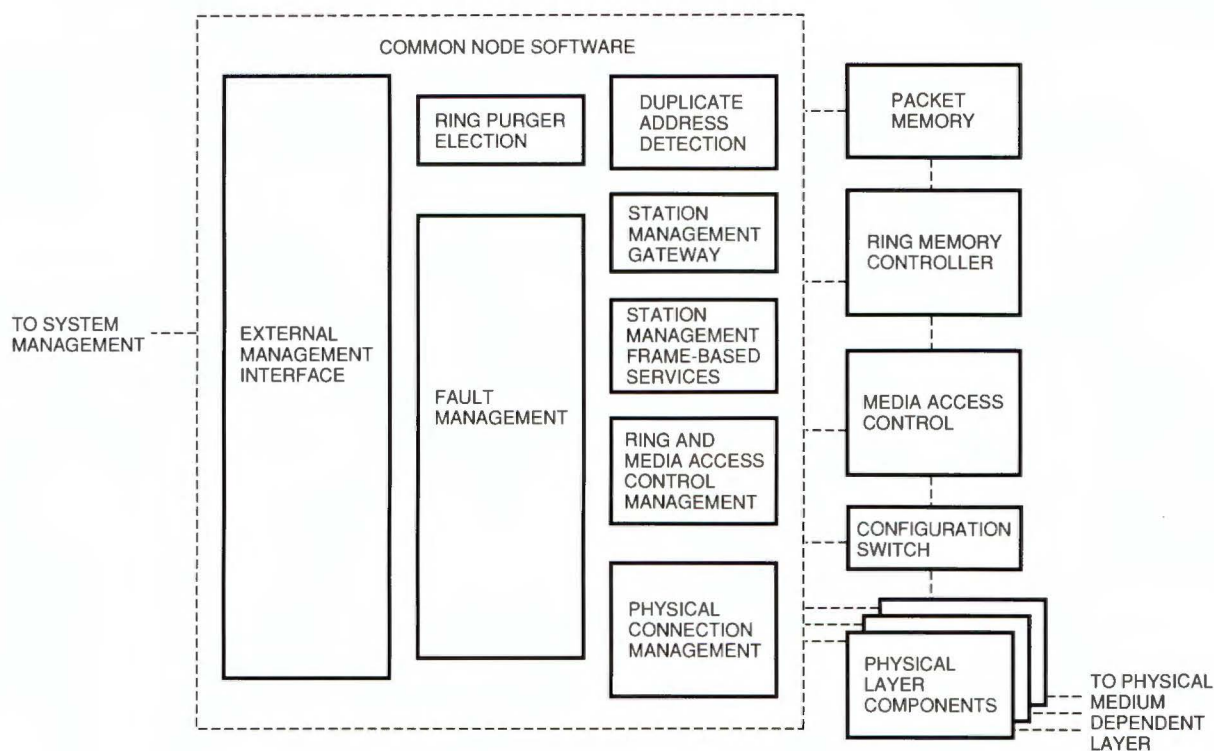 COMMON NODE SOFTWARE
TO SYSTEM
MANAGEMENT
EXTERNAL
MANAGEMENT
INTERFACE
RING PURGER
ELECTION
FAULT
MANAGEMENT
DUPLICATE
ADDRESS
DETECTION
STATION
MANAGEMENT
GATEWAY
STATION
MANAGEMENT
FRAME-BASED
SERVICES
RING AND
MEDIA ACCESS
CONTROL
MANAGEMENT
PHYSICAL
CONNECTION
MANAGEMENT
PACKET
MEMORY
RING MEMORY
CONTROLLER
MEDIA ACCESS
CONTROL
CONFIGURATION
SWITCH
PHYSICAL
LAYER
COMPONENTS
TO PHYSICAL
MEDIUM
DEPENDENT
LAYER